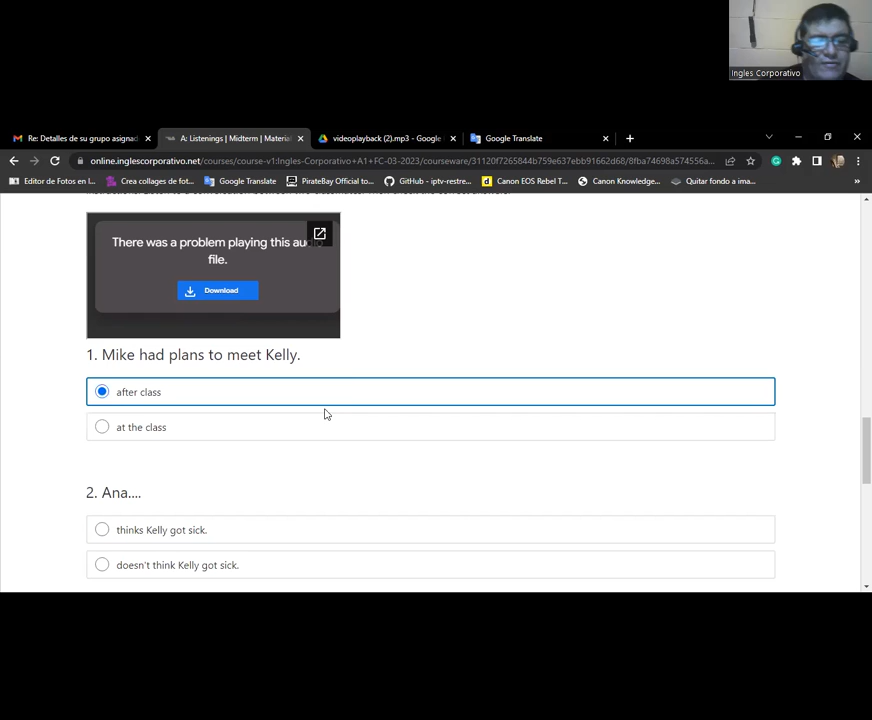 Ingles Corporativo
Re: Detalles de su grupo asignad
A: Listenings | Midterm | Material
videoplayback (2).mp3 - Google
Google Translate
online.inglescorporativo.net/courses/course-v1:Ingles-Corporativo+A1+FC-03-2023/courseware/31120f7265844b759e637ebb91662d68/8fba74698a574556a...
Editor de Fotos en l...
Crea collages de fot...
Google Translate
PirateBay Official to...
GitHub - iptv-restre...
Canon EOS Rebel T...
Canon Knowledge...
Quitar fondo a ima...
There was a problem playing this audio
file.
Download
1. Mike had plans to meet Kelly.
after class
at the class
2. Ana....
thinks Kelly got sick.
doesn't think Kelly got sick.